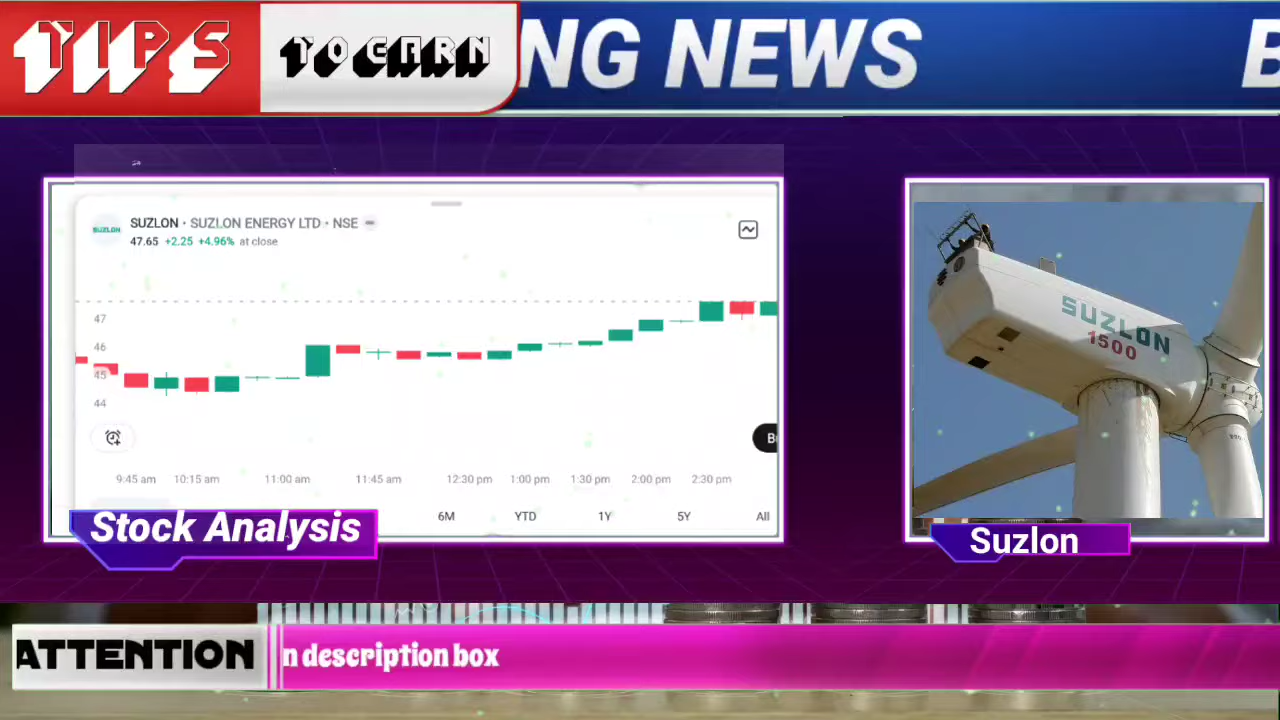 TIPS
TO EARN
NG NEWS
B
SUZLON
SUZLON · SUZLON ENERGY LTD · NSE
47.65 +2.25 +4.96% at close
47
46
45
44
B
9:45 am 10:15 am 11:00 am 11:45 am 12:30 pm 1:00 pm 1:30 pm 2:00 pm 2:30 pm
6M YTD 1Y 5Y All
Stock Analysis
SUZLON
1500
Suzlon
ATTENTION
n description box